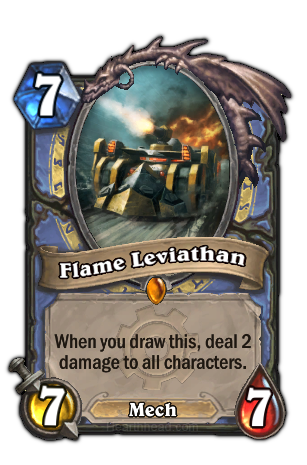 7
Flame Leviathan
When you draw this, deal 2
damage to all characters.
7
Mech
7